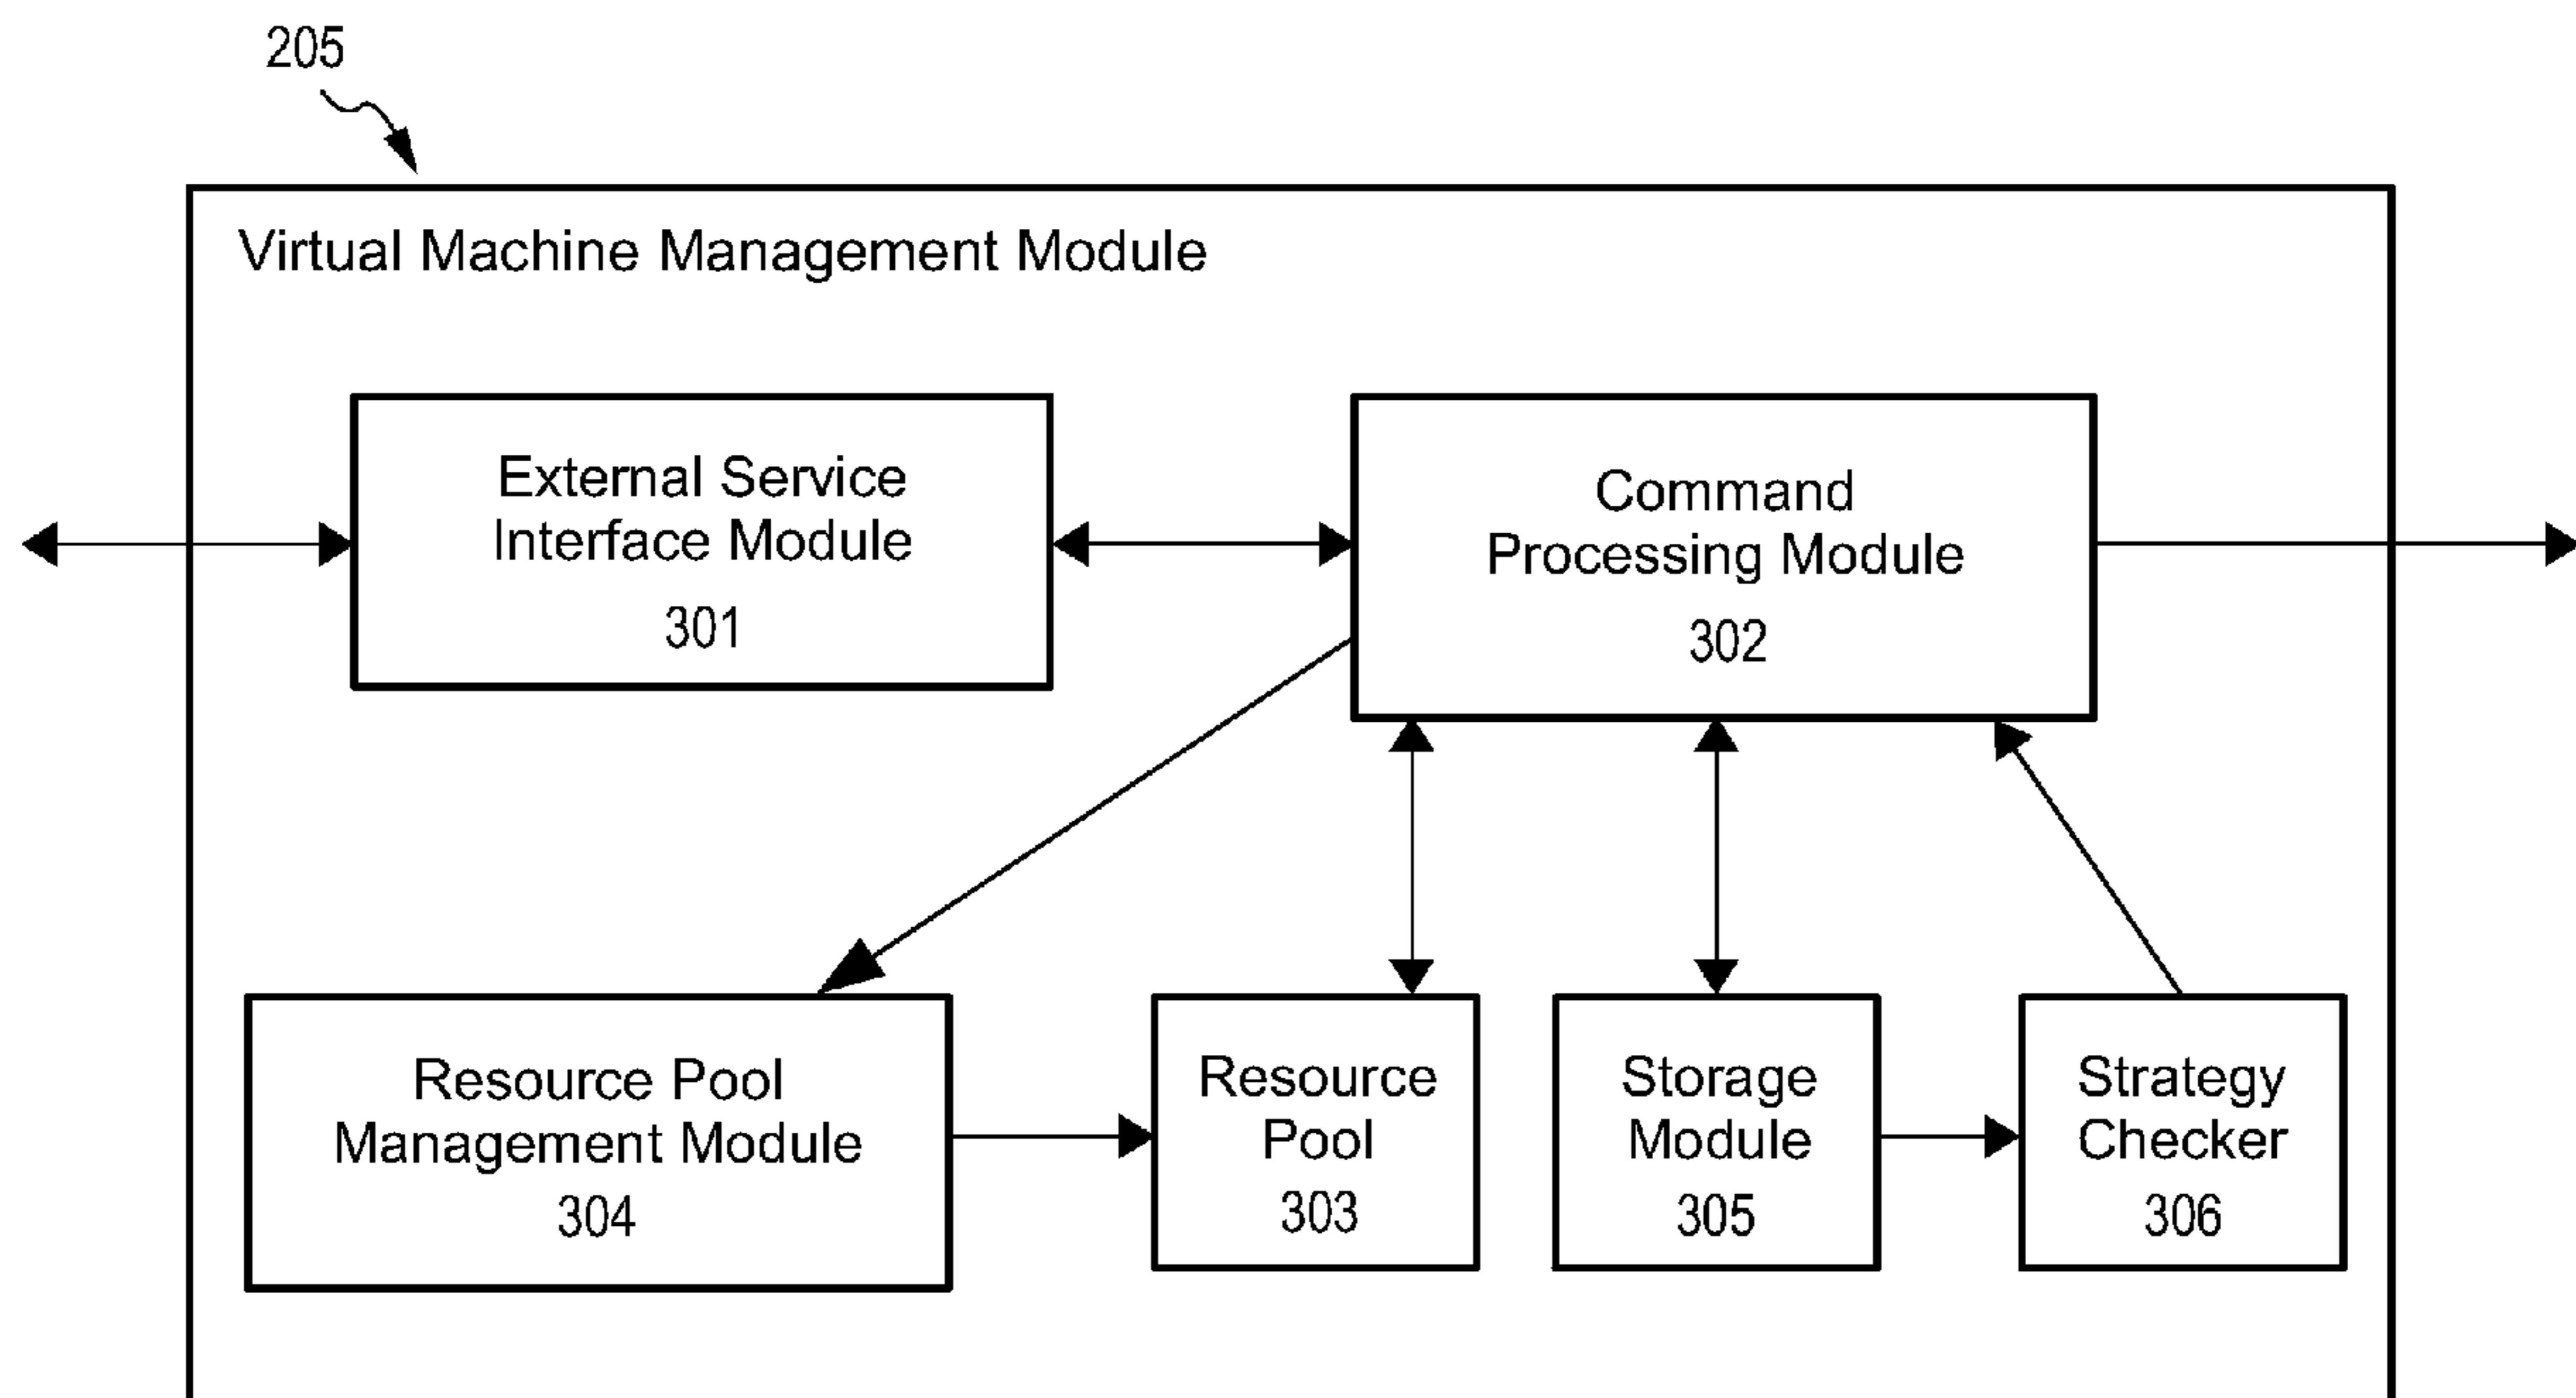 205
Virtual Machine Management Module
External Service
Interface Module
301
Command
Processing Module
302
Resource Pool
Management Module
304
Resource
Pool
303
Storage
Module
305
Strategy
Checker
306